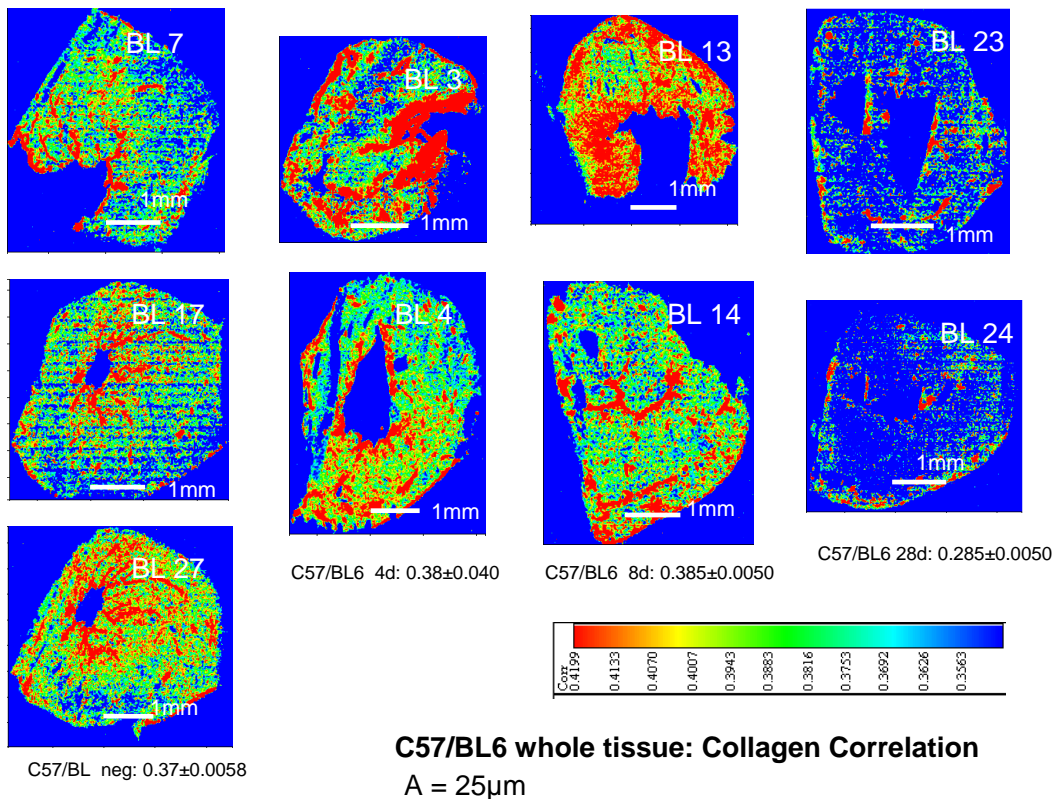 BL 7
1mm
BL 3
1mm
BL 13
1mm
BL 23
1mm
BL 17
1mm
BL 4
1mm
BL 14
1mm
BL 24
1mm
BL 27
1mm
C57/BL neg: 0.37±0.0058
C57/BL6 4d: 0.38±0.040
C57/BL6 8d: 0.385±0.0050
C57/BL6 28d: 0.285±0.0050
Corr
0.4199
0.4133
0.4070
0.4007
0.3943
0.3883
0.3816
0.3753
0.3692
0.3626
0.3563
C57/BL6 whole tissue: Collagen Correlation
A = 25µm